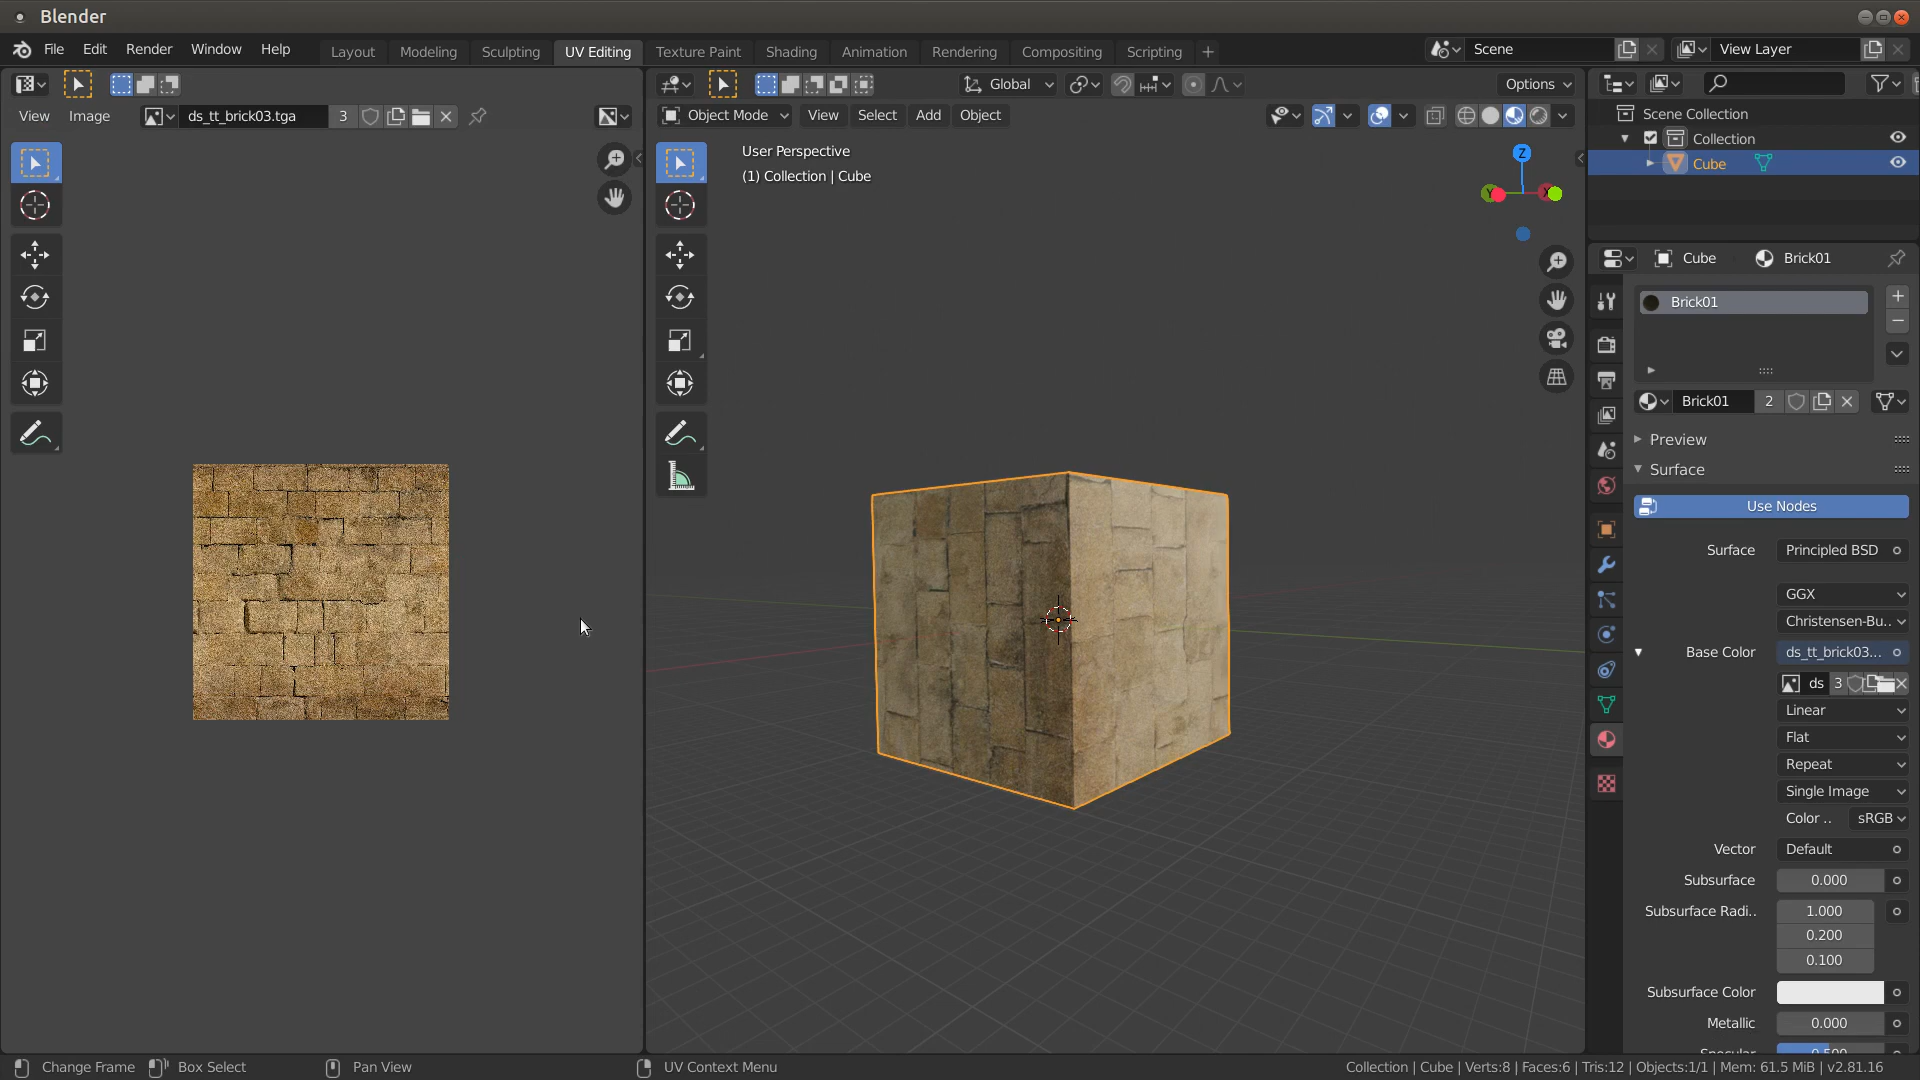 Blender
File Edit Render Window Help Layout Modeling Sculpting UV Editing Texture Paint Shading Animation Rendering Compositing Scripting + Scene View Layer
Global Options
View Image ds_tt_brick03.tga 3 Object Mode View Select Add Object
User Perspective
(1) Collection | Cube
Z
Y X
Scene Collection
Collection
Cube
Cube Brick01
Brick01
Brick01 2
Preview
Surface
Use Nodes
Surface Principled BSD
GGX
Christensen-Bu..
Base Color ds_tt_brick03...
ds 3
Linear
Flat
Repeat
Single Image
Color .. sRGB
Vector Default
Subsurface 0.000
Subsurface Radi.. 1.000
0.200
0.100
Subsurface Color
Metallic 0.000
Specular 0.500
Change Frame Box Select Pan View UV Context Menu Collection | Cube | Verts:8 | Faces:6 | Tris:12 | Objects:1/1 | Mem: 61.5 MiB | v2.81.16